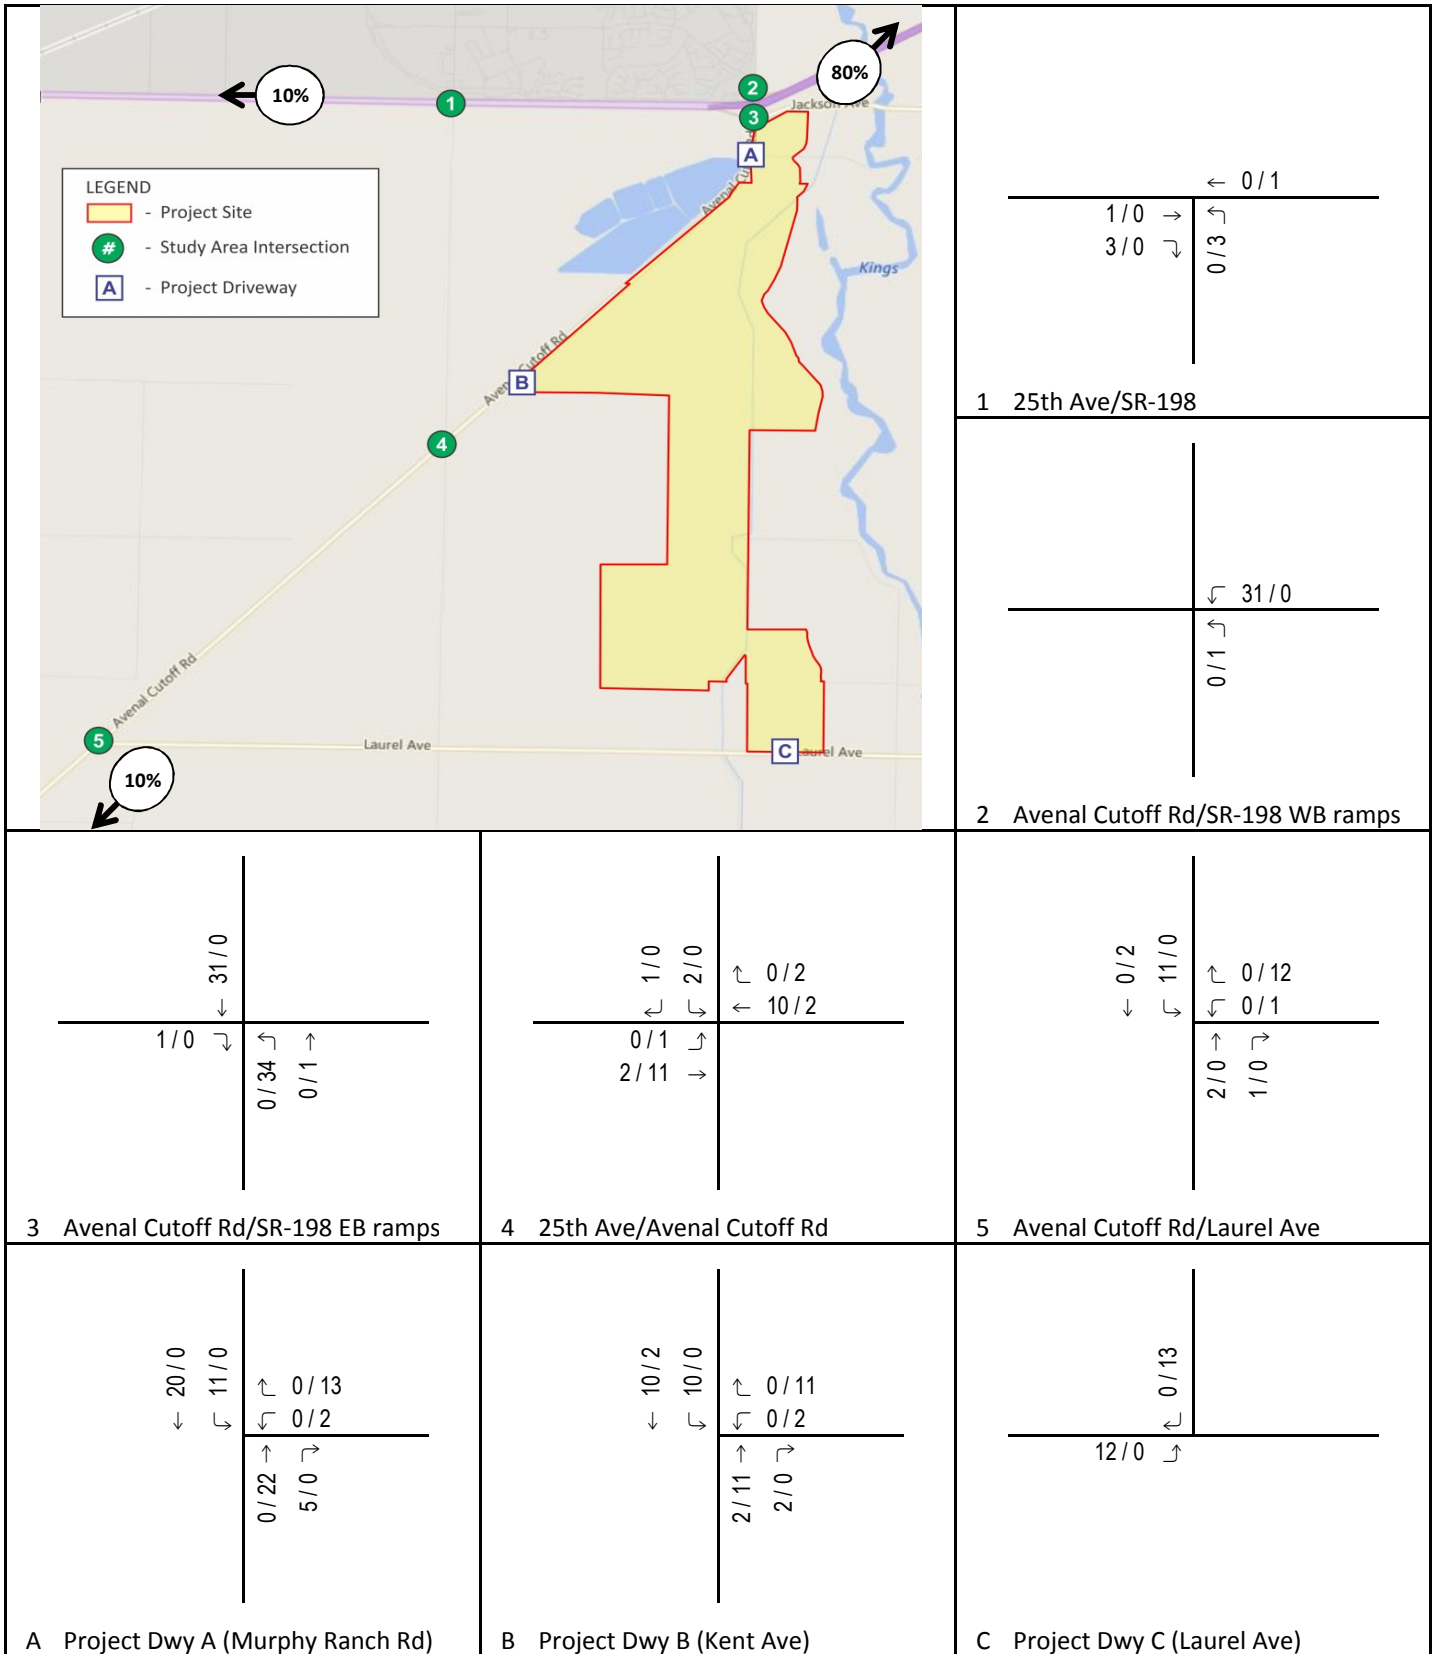 10%
80%
1
2
3
Jackson Ave
A
LEGEND
- Project Site
# - Study Area Intersection
A - Project Driveway
Avenal Cu
Kings
Avenal Cutoff Rd
B
4
Avenal Cutoff Rd
5
Laurel Ave
C
aurel Ave
10%
← 0 / 1
1 / 0 →
3 / 0
0 / 3
1 25th Ave/SR-198
31 / 0
0 / 1
2 Avenal Cutoff Rd/SR-198 WB ramps
31 / 0
1 / 0
0 / 34
0 / 1
3 Avenal Cutoff Rd/SR-198 EB ramps
1 / 0
2 / 0
0 / 2
← 10 / 2
0 / 1
2 / 11 →
4 25th Ave/Avenal Cutoff Rd
0 / 2
11 / 0
0 / 12
0 / 1
2 / 0
1 / 0
5 Avenal Cutoff Rd/Laurel Ave
20 / 0
11 / 0
0 / 13
0 / 2
0 / 22
5 / 0
A Project Dwy A (Murphy Ranch Rd)
10 / 2
10 / 0
0 / 11
0 / 2
2 / 11
2 / 0
B Project Dwy B (Kent Ave)
0 / 13
12 / 0
C Project Dwy C (Laurel Ave)